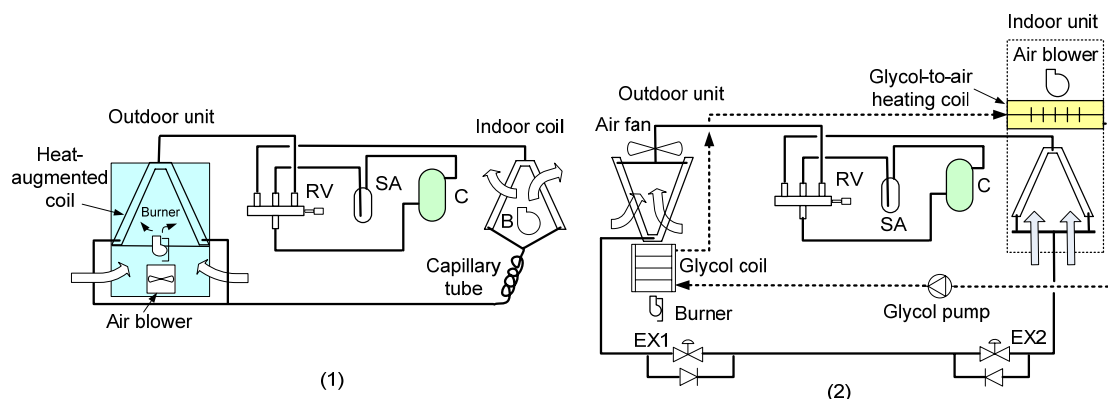 Outdoor unit
Heat-
augmented
coil
Burner
Air blower
RV
SA
C
Indoor coil
B
Capillary
tube
(1)
Outdoor unit
Air fan
Glycol coil
Burner
RV
SA
C
Indoor unit
Air blower
Glycol-to-air
heating coil
Glycol pump
EX1
EX2
(2)